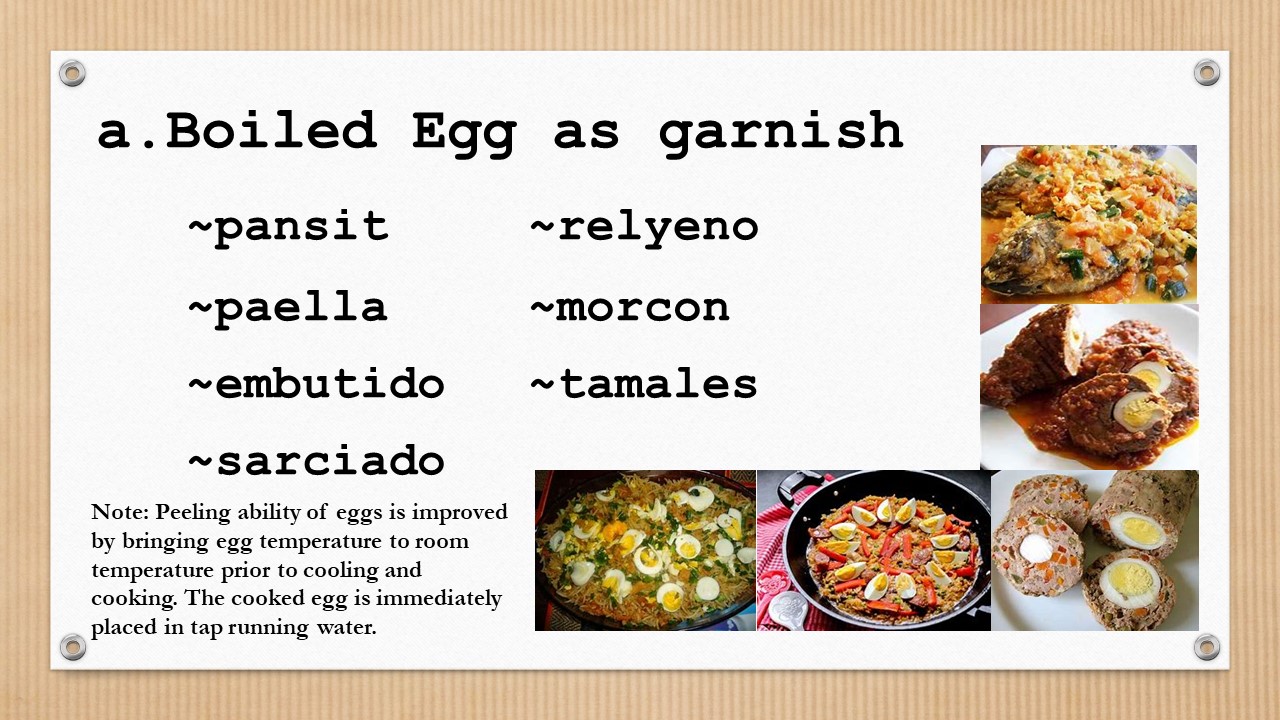 a.Boiled Egg as garnish
~pansit
~paella
~embutido
~sarciado
~relyeno
~morcon
~tamales
Note: Peeling ability of eggs is improved
by bringing egg temperature to room
temperature prior to cooling and
cooking. The cooked egg is immediately
placed in tap running water.